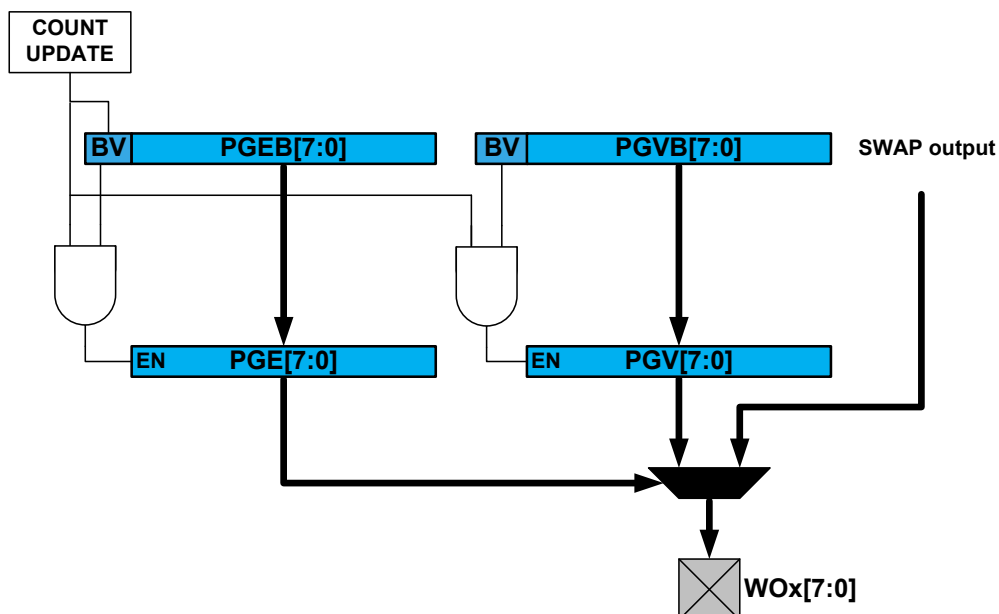 COUNT
UPDATE
BV PGEB[7:0]
BV PGVB[7:0]
SWAP output
EN PGE[7:0]
EN PGV[7:0]
WOx[7:0]